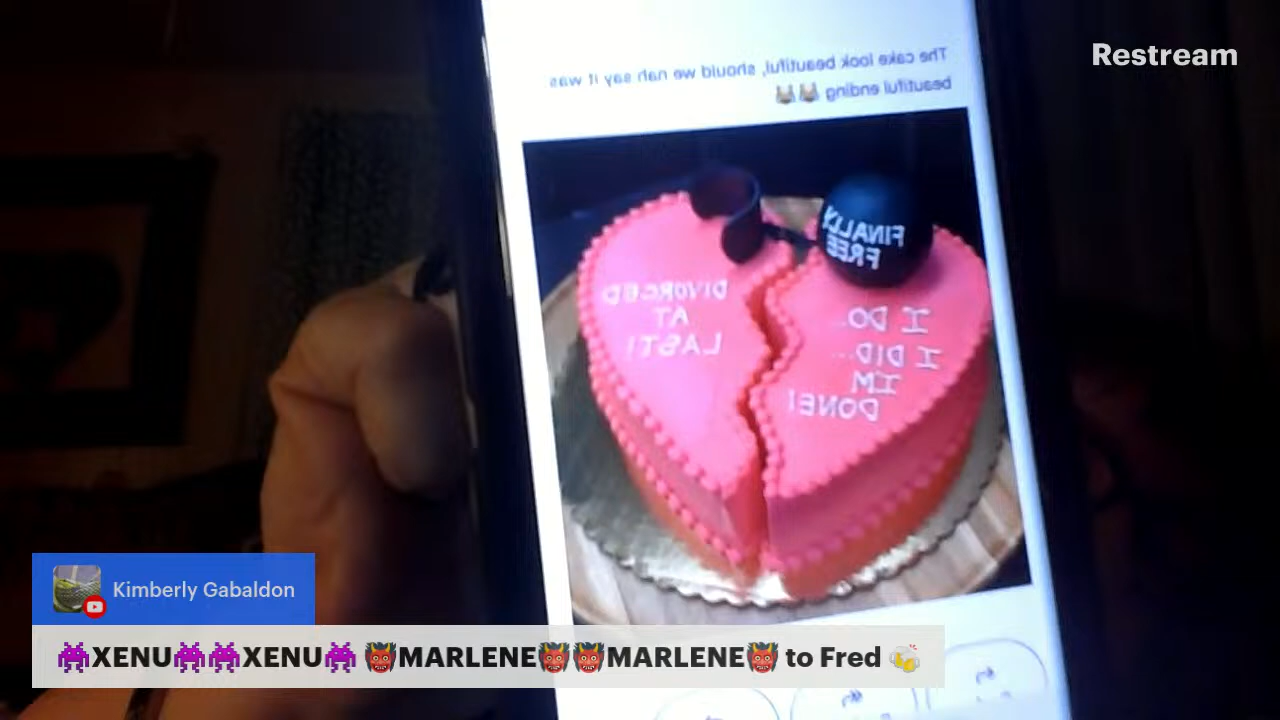 Restream
The cake look beautiful, should we nah say it was
beautiful ending 😹😹
FINALLY
FREE
DIVORCED
AT
LAST!
I DO..
I DID...
IM
DONE!
Kimberly Gabaldon
👾XENU👾👾XENU👾 👹MARLENE👹👹MARLENE👹 to Fred 🍻